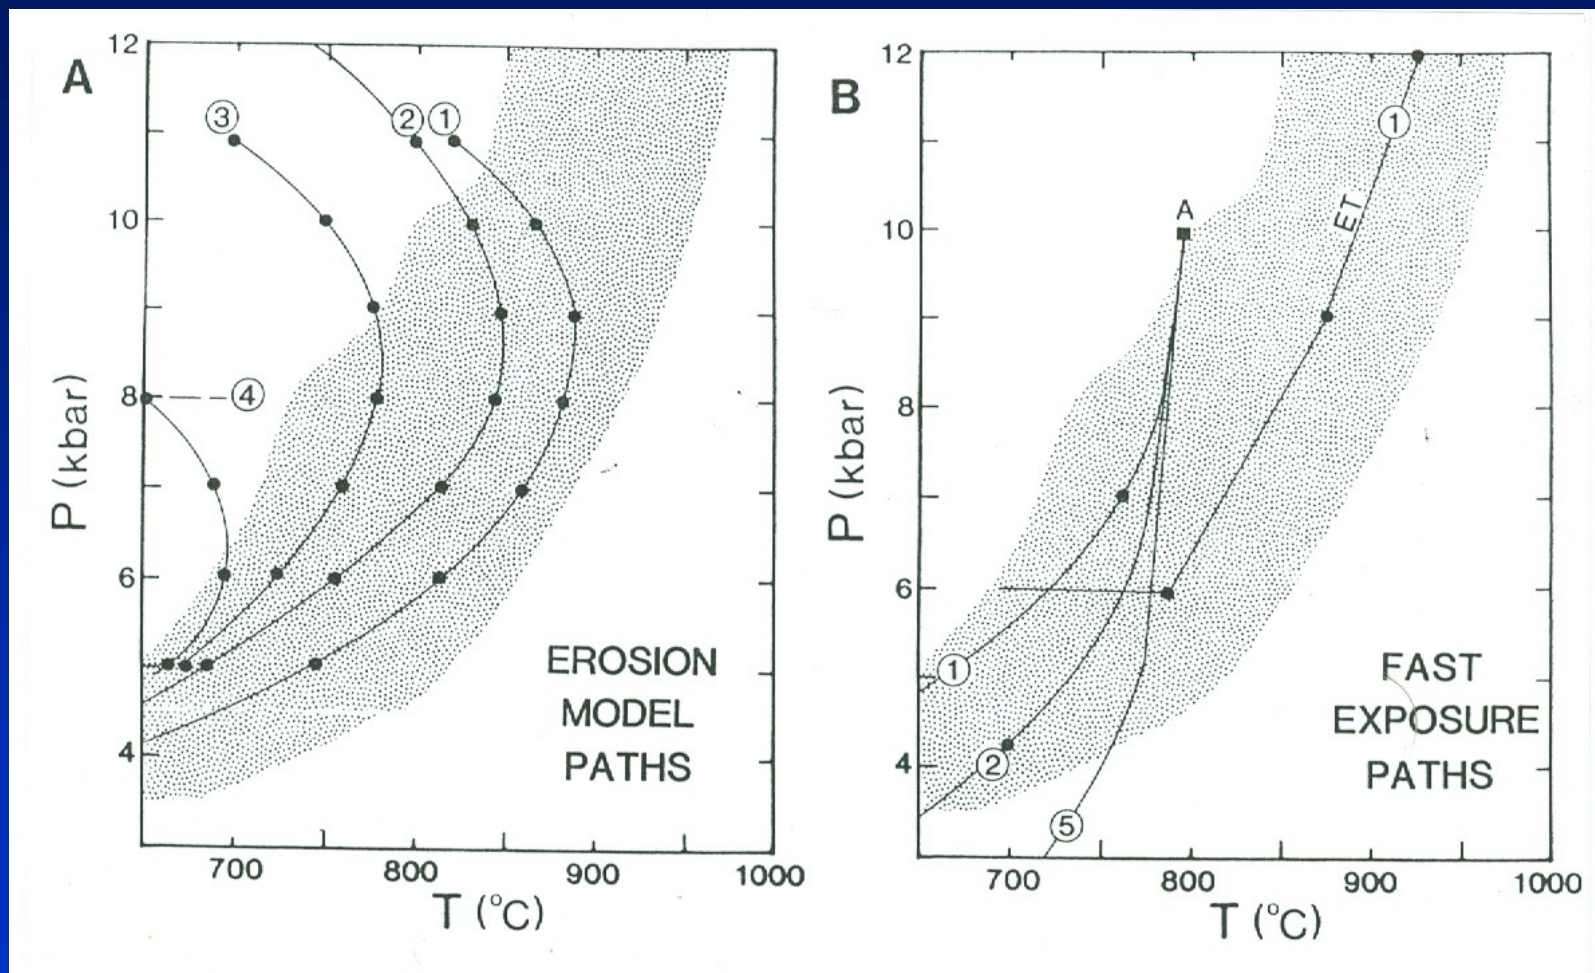 A
12
10
8
6
4
P (kbar)
③
②
①
④
EROSION
MODEL
PATHS
700
800
900
1000
T (°C)
B
12
10
8
6
4
P (kbar)
①
A
ET
①
②
⑤
FAST
EXPOSURE
PATHS
700
800
900
1000
T (°C)